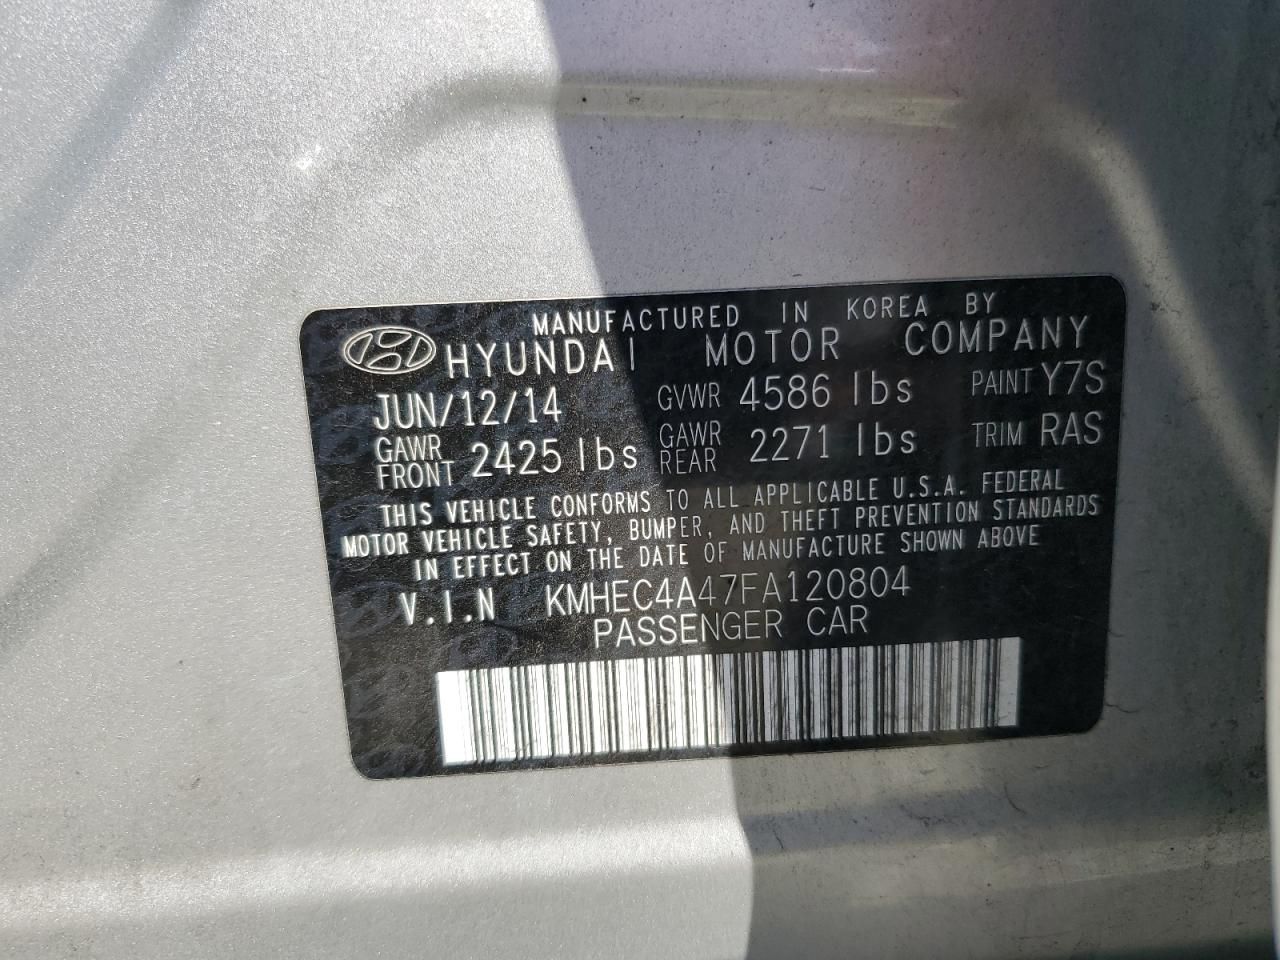 MANUFACTURED IN KOREA BY
HYUNDAI MOTOR COMPANY
JUN/12/14 GVWR 4586 lbs PAINT Y7S
GAWR FRONT 2425 lbs GAWR REAR 2271 lbs TRIM RAS
THIS VEHICLE CONFORMS TO ALL APPLICABLE U.S.A. FEDERAL
MOTOR VEHICLE SAFETY, BUMPER, AND THEFT PREVENTION STANDARDS
IN EFFECT ON THE DATE OF MANUFACTURE SHOWN ABOVE
V.I.N KMHEC4A47FA120804
PASSENGER CAR